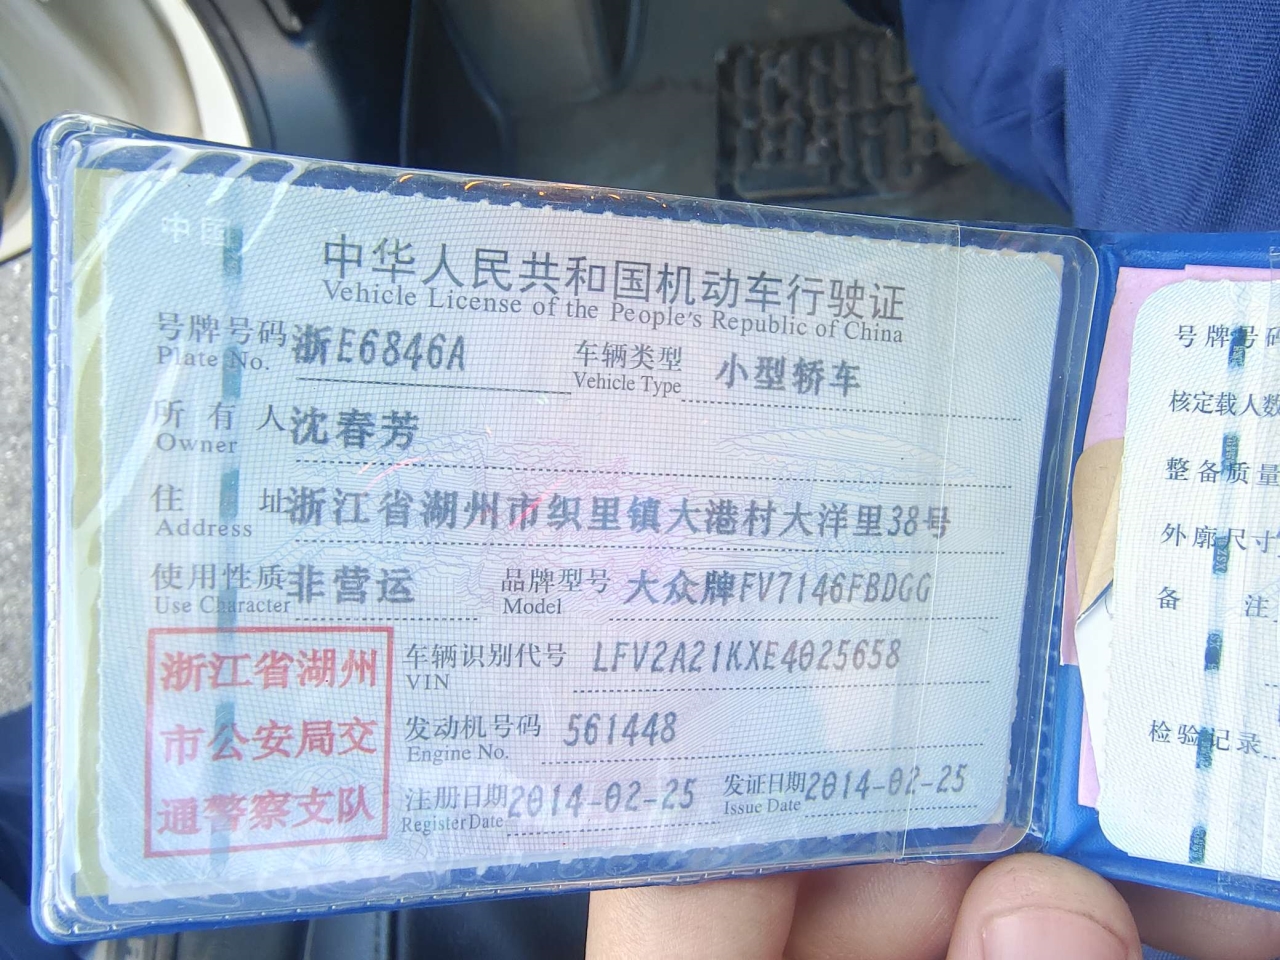 中国
中华人民共和国机动车行驶证
Vehicle License of the People's Republic of China
号牌号码 浙E6846A 车辆类型 小型轿车
Plate No. Vehicle Type
所有人 沈春芳
Owner
住址 浙江省湖州市织里镇大港村大洋里38号
Address
使用性质 非营运 品牌型号 大众牌FV7146FBDGG
Use Character Model
浙江省湖州
市公安局交
通警察支队
车辆识别代号 LFV2A21KXE4025658
VIN
发动机号码 561448
Engine No.
注册日期 2014-02-25 发证日期 2014-02-25
Register Date Issue Date
号牌号码
核定载人数
整备质量
外廓尺寸
备注
检验记录